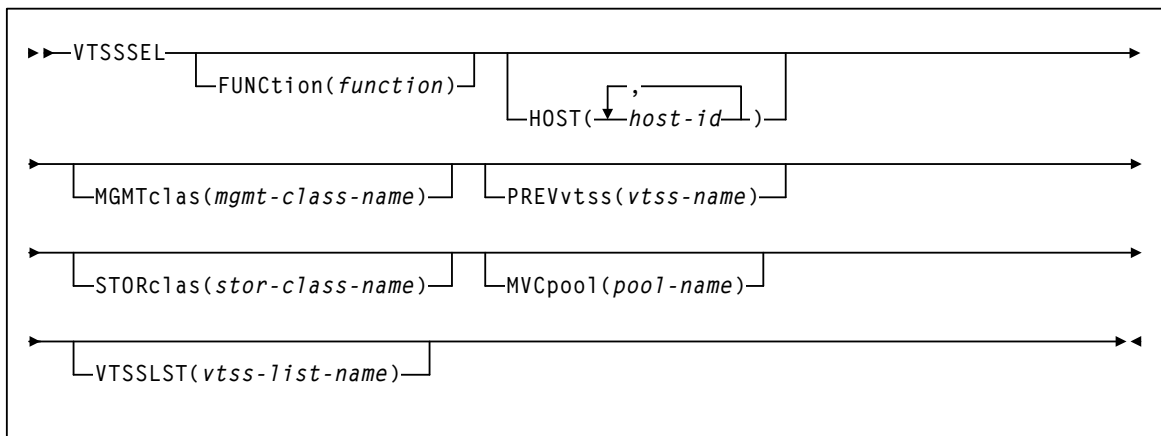 VTSSSEL
FUNCtion(function)
,
HOST(host-id)
MGMTclas(mgmt-class-name) PREVvtss(vtss-name)
STORclas(stor-class-name) MVCpool(pool-name)
VTSSLST(vtss-list-name)